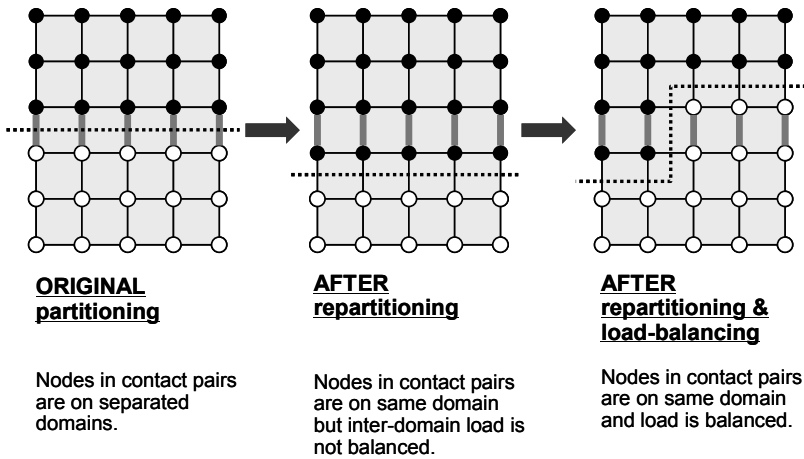 ORIGINAL
partitioning
Nodes in contact pairs
are on separated
domains.
AFTER
repartitioning
Nodes in contact pairs
are on same domain
but inter-domain load is
not balanced.
AFTER
repartitioning &
load-balancing
Nodes in contact pairs
are on same domain
and load is balanced.